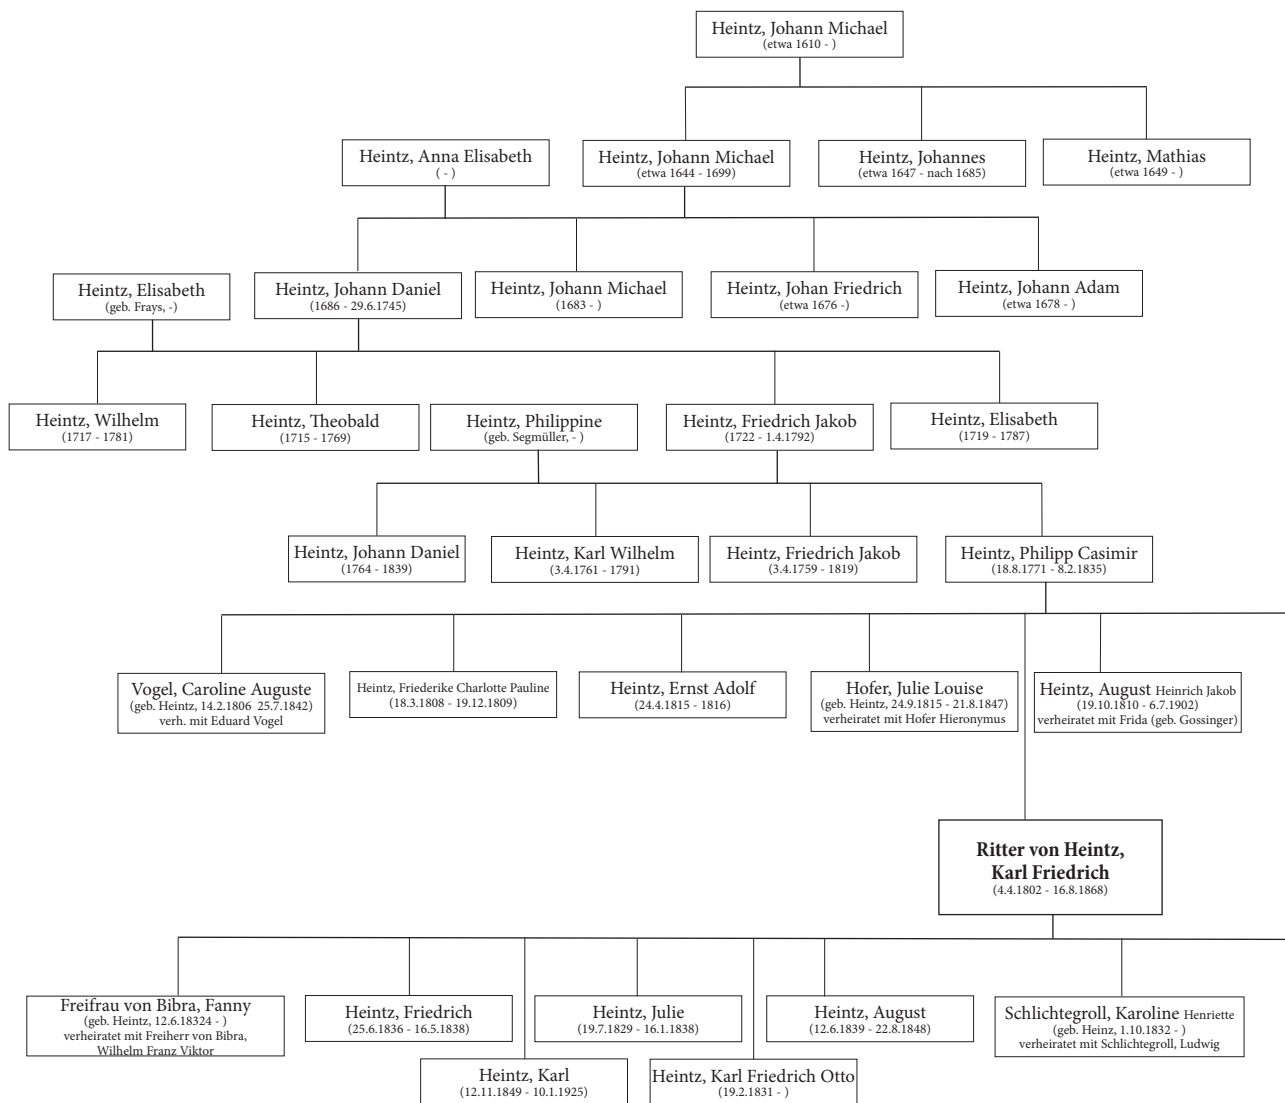 Heintz, Johann Michael
(etwa 1610 - )
Heintz, Anna Elisabeth
( - )
Heintz, Johann Michael
(etwa 1644 - 1699)
Heintz, Johannes
(etwa 1647 - nach 1685)
Heintz, Mathias
(etwa 1649 - )
Heintz, Elisabeth
(geb. Frays, -)
Heintz, Johann Daniel
(1686 - 29.6.1745)
Heintz, Johann Michael
(1683 - )
Heintz, Johan Friedrich
(etwa 1676 -)
Heintz, Johann Adam
(etwa 1678 - )
Heintz, Wilhelm
(1717 - 1781)
Heintz, Theobald
(1715 - 1769)
Heintz, Philippine
(geb. Segmüller, - )
Heintz, Friedrich Jakob
(1722 - 1.4.1792)
Heintz, Elisabeth
(1719 - 1787)
Heintz, Johann Daniel
(1764 - 1839)
Heintz, Karl Wilhelm
(3.4.1761 - 1791)
Heintz, Friedrich Jakob
(3.4.1759 - 1819)
Heintz, Philipp Casimir
(18.8.1771 - 8.2.1835)
Vogel, Caroline Auguste
(geb. Heintz, 14.2.1806 25.7.1842)
verh. mit Eduard Vogel
Heintz, Friederike Charlotte Pauline
(18.3.1808 - 19.12.1809)
Heintz, Ernst Adolf
(24.4.1815 - 1816)
Hofer, Julie Louise
(geb. Heintz, 24.9.1815 - 21.8.1847)
verheiratet mit Hofer Hieronymus
Heintz, August Heinrich Jakob
(19.10.1810 - 6.7.1902)
verheiratet mit Frida (geb. Gossinger)
Ritter von Heintz,
Karl Friedrich
(4.4.1802 - 16.8.1868)
Freifrau von Bibra, Fanny
(geb. Heintz, 12.6.18324 - )
verheiratet mit Freiherr von Bibra,
Wilhelm Franz Viktor
Heintz, Friedrich
(25.6.1836 - 16.5.1838)
Heintz, Julie
(19.7.1829 - 16.1.1838)
Heintz, August
(12.6.1839 - 22.8.1848)
Schlichtegroll, Karoline Henriette
(geb. Heinz, 1.10.1832 - )
verheiratet mit Schlichtegroll, Ludwig
Heintz, Karl
(12.11.1849 - 10.1.1925)
Heintz, Karl Friedrich Otto
(19.2.1831 - )